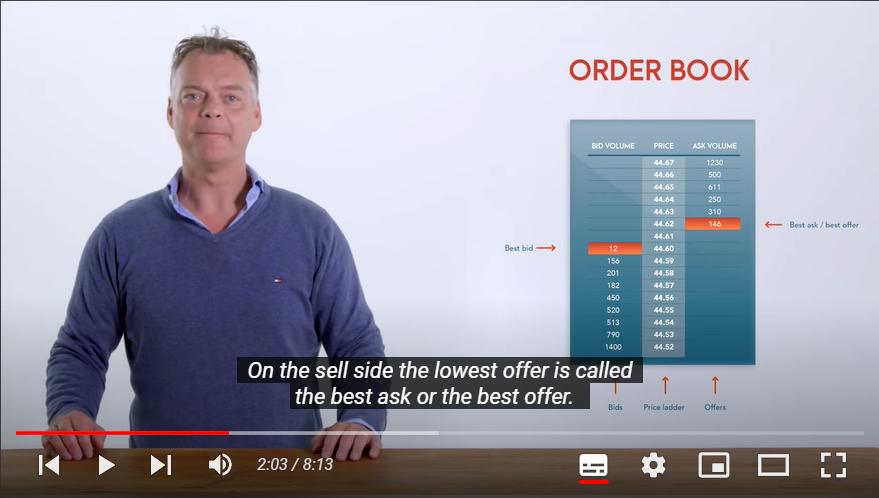 ORDER BOOK
BID VOLUME PRICE ASK VOLUME
44.67 1230
44.66 500
44.65 611
44.64 250
44.63 310
44.62 146
Best ask / best offer
44.61
Best bid
12 44.60
156 44.59
201 44.58
182 44.57
450 44.56
520 44.55
513 44.54
790 44.53
1400 44.52
Bids Price ladder Offers
On the sell side the lowest offer is called
the best ask or the best offer.
2:03 / 8:13